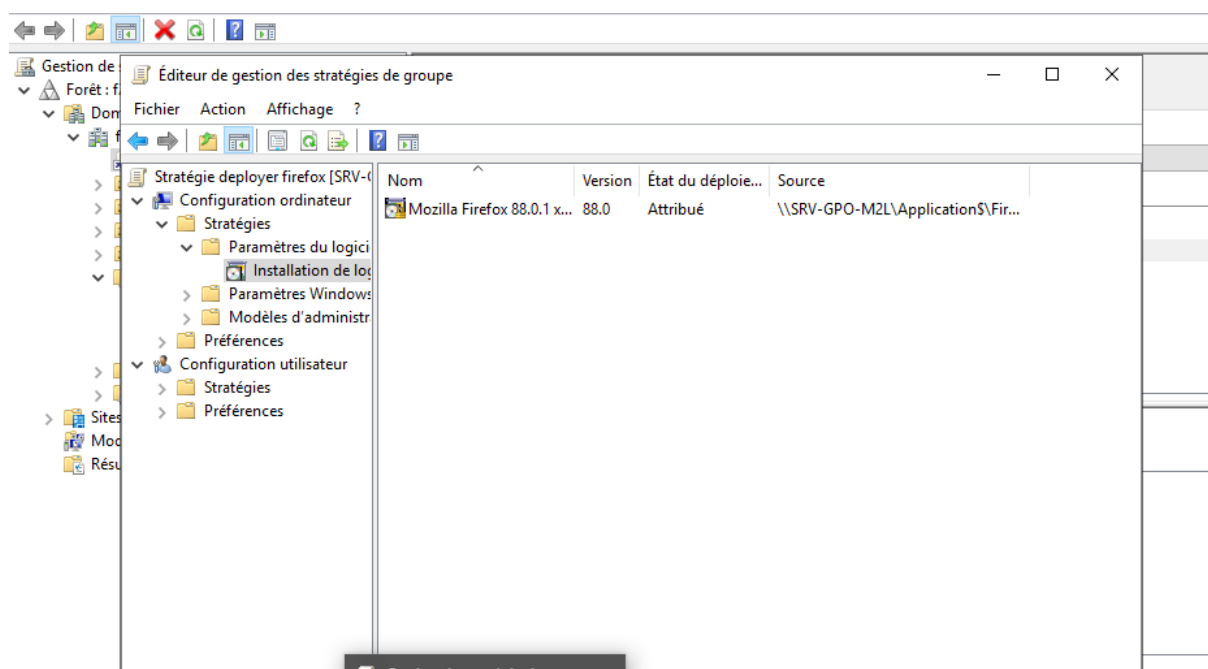 Gestion de
Forêt : f
Dom
f
Sites
Mod
Résu
Éditeur de gestion des stratégies de groupe
Fichier Action Affichage ?
Stratégie deployer firefox [SRV-(
Configuration ordinateur
Stratégies
Paramètres du logici
Installation de log
Paramètres Windows
Modèles d'administr
Préférences
Configuration utilisateur
Stratégies
Préférences
Nom Version État du déploie... Source
Mozilla Firefox 88.0.1 x... 88.0 Attribué \\SRV-GPO-M2L\Application$\Fir...